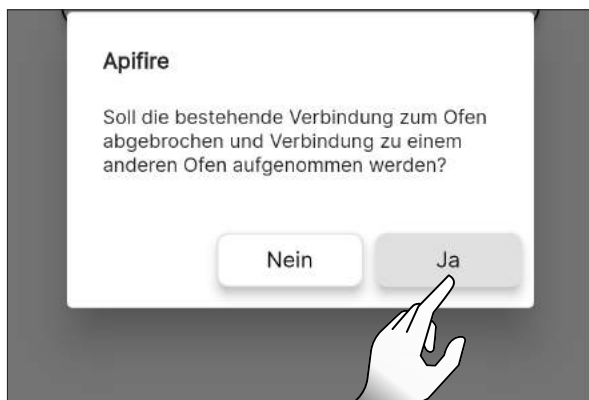 Apifire
Soll die bestehende Verbindung zum Ofen
abgebrochen und Verbindung zu einem
anderen Ofen aufgenommen werden?
Nein
Ja